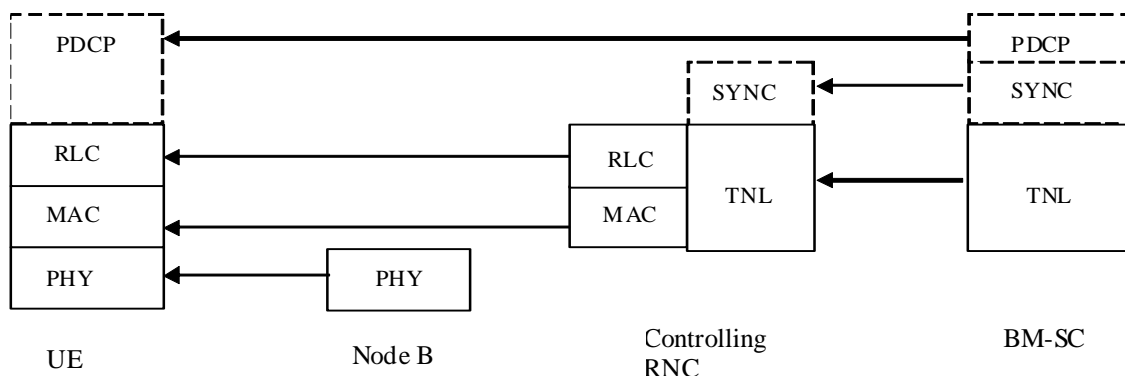 PDCP
PDCP
SYNC
SYNC
RLC
RLC
MAC
MAC
TNL
TNL
PHY
PHY
UE
Node B
Controlling
RNC
BM-SC